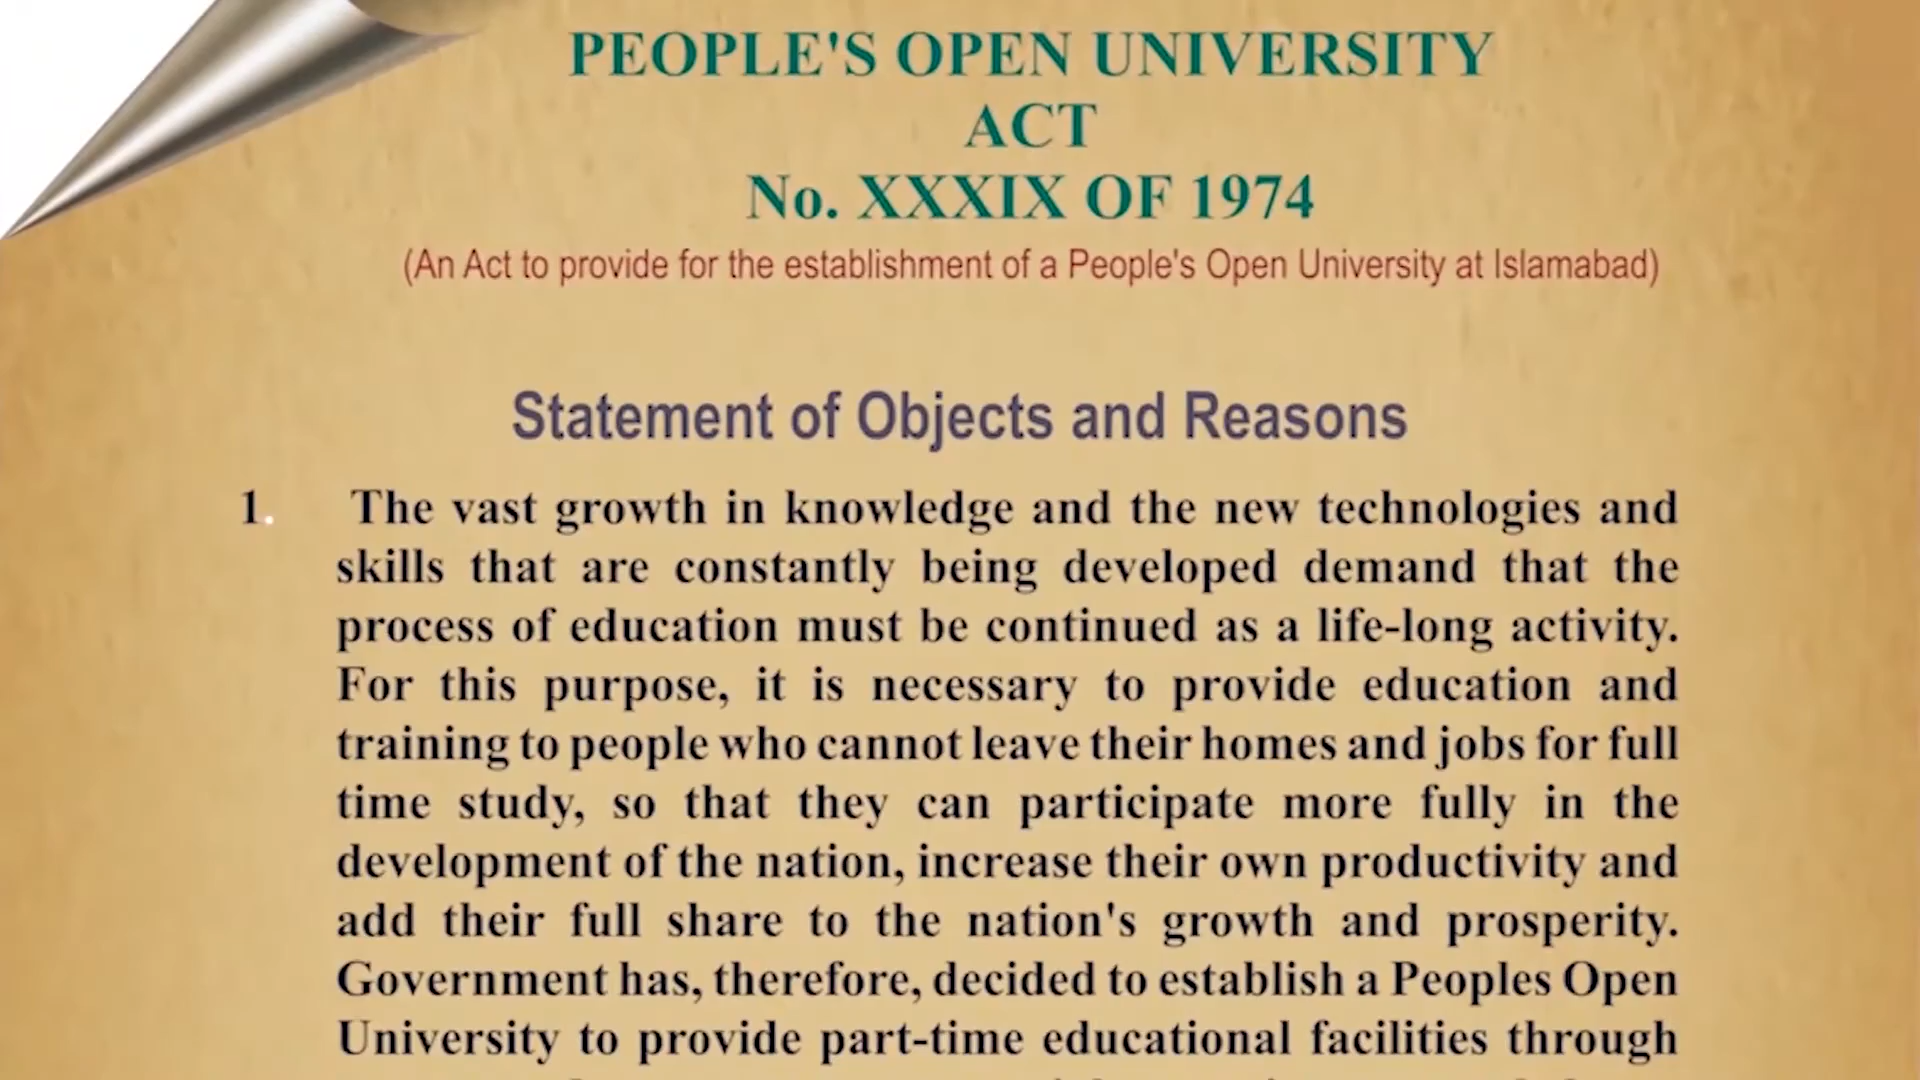 PEOPLE'S OPEN UNIVERSITY
ACT
No. XXXIX OF 1974
(An Act to provide for the establishment of a People's Open University at Islamabad)
Statement of Objects and Reasons
1. The vast growth in knowledge and the new technologies and
skills that are constantly being developed demand that the
process of education must be continued as a life-long activity.
For this purpose, it is necessary to provide education and
training to people who cannot leave their homes and jobs for full
time study, so that they can participate more fully in the
development of the nation, increase their own productivity and
add their full share to the nation's growth and prosperity.
Government has, therefore, decided to establish a Peoples Open
University to provide part-time educational facilities through